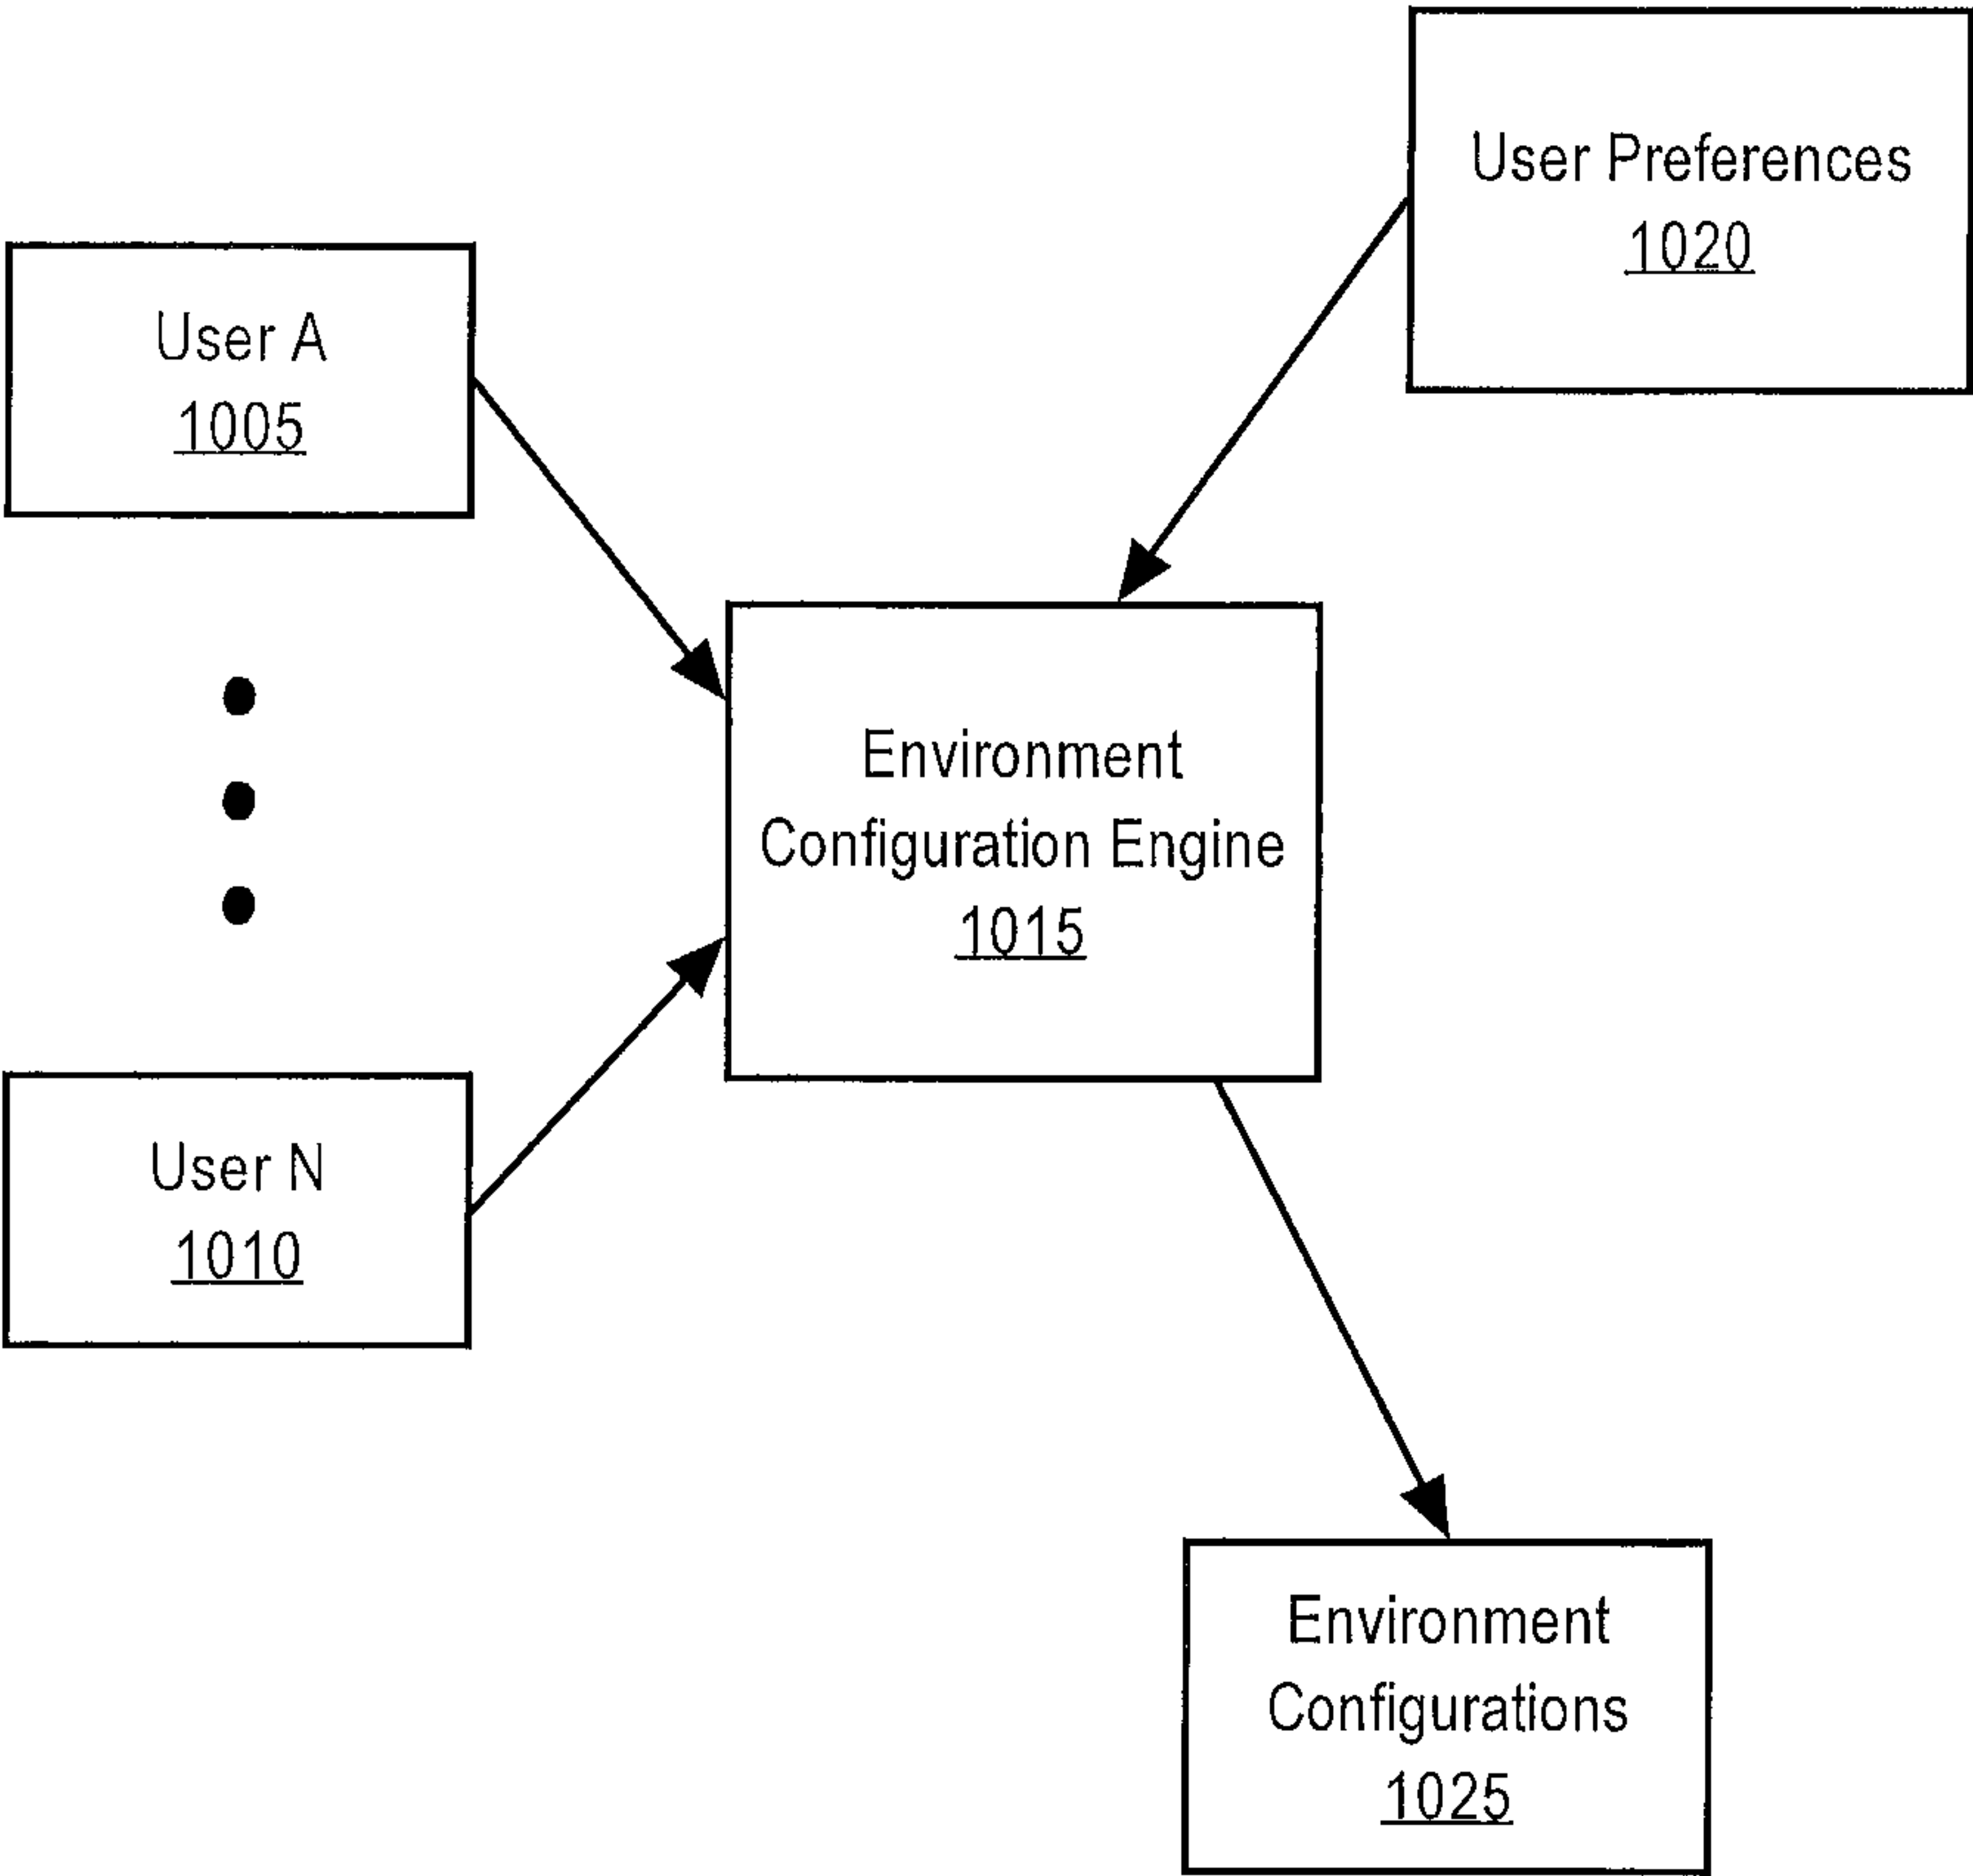 User Preferences
1020
User A
1005
Environment
Configuration Engine
1015
User N
1010
Environment
Configurations
1025